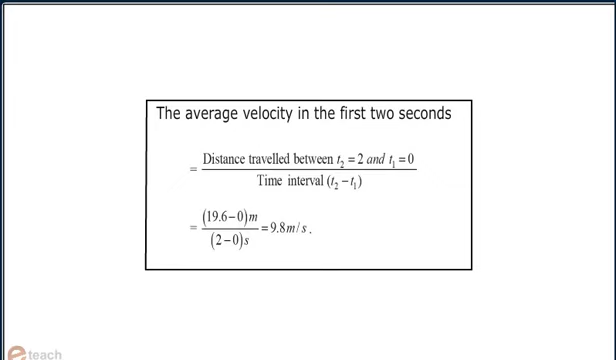 The average velocity in the first two seconds
= Distance travelled between t₂ = 2 and t₁ = 0 / Time interval (t₂ − t₁)
= (19.6 − 0)m / (2 − 0)s = 9.8 m / s .
e teach